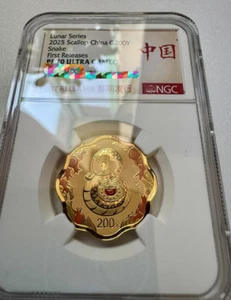 Lunar Series
2025 Scallop China G200Y
Snake
First Releases
PF 70 ULTRA CAMEO
中国
NGC
200